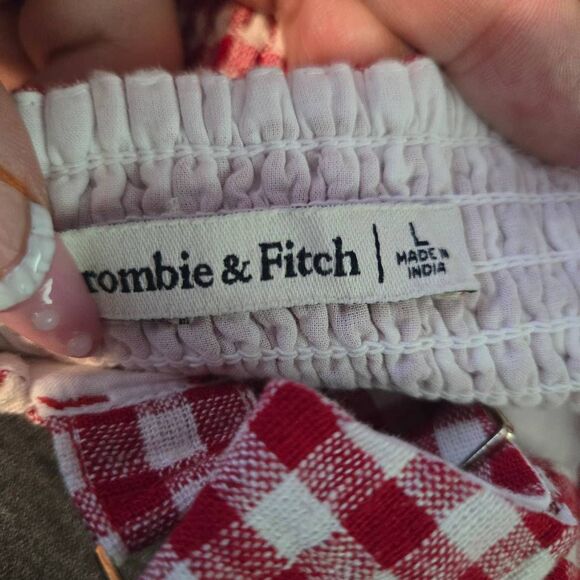 rombie & Fitch | L
MADE IN
INDIA